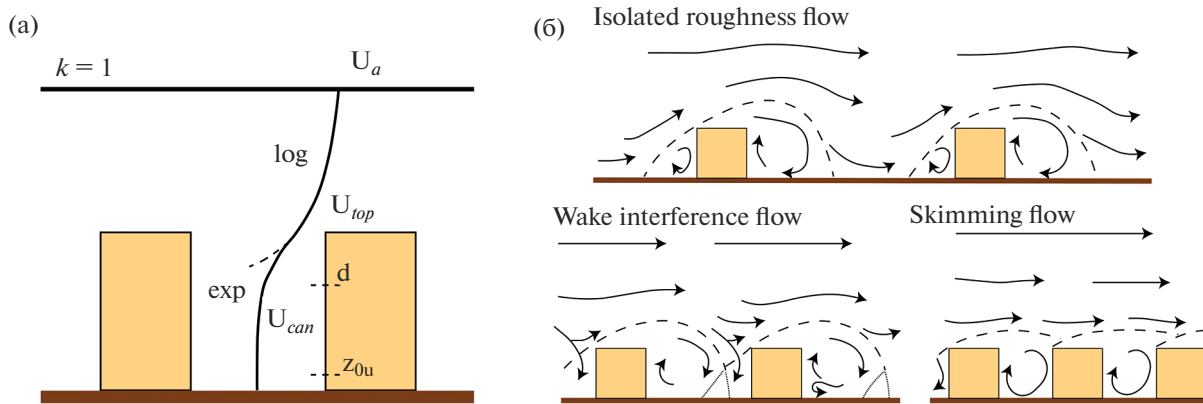 (а)
k = 1
U_a
log
U_top
exp
d
U_can
z_0u
(б)
Isolated roughness flow
Wake interference flow
Skimming flow